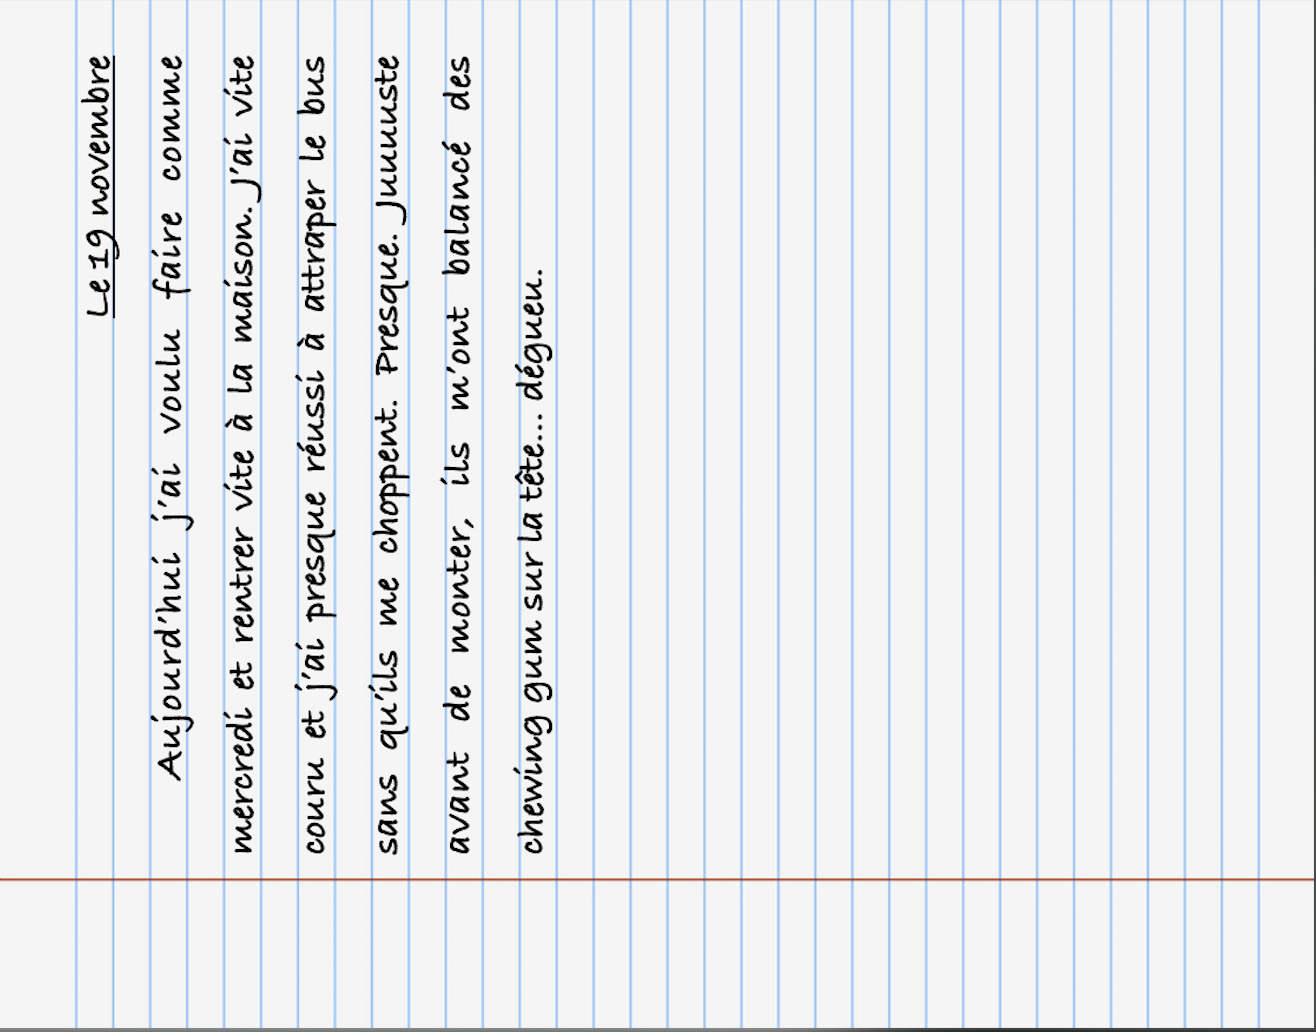 Le 19 novembre
Aujourd'hui j'ai voulu faire comme
mercredi et rentrer vite à la maison. J'ai vite
couru et j'ai presque réussi à attraper le bus
sans qu'ils me choppent. Presque. Juuuuste
avant de monter, ils m'ont balancé des
chewing gum sur la tête... dégueu.